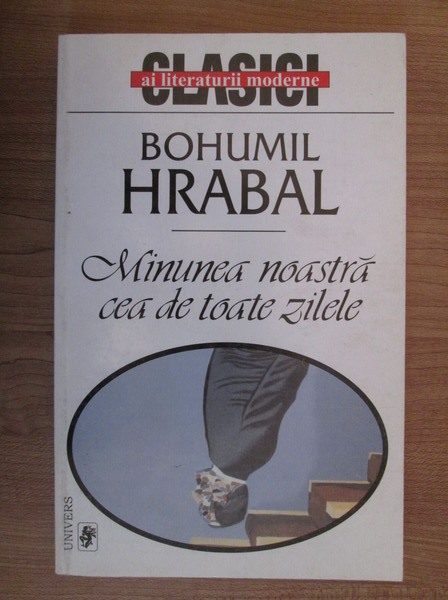 CLASICI
ai literaturii moderne
BOHUMIL
HRABAL
Minunea noastră
cea de toate zilele
UNIVERS